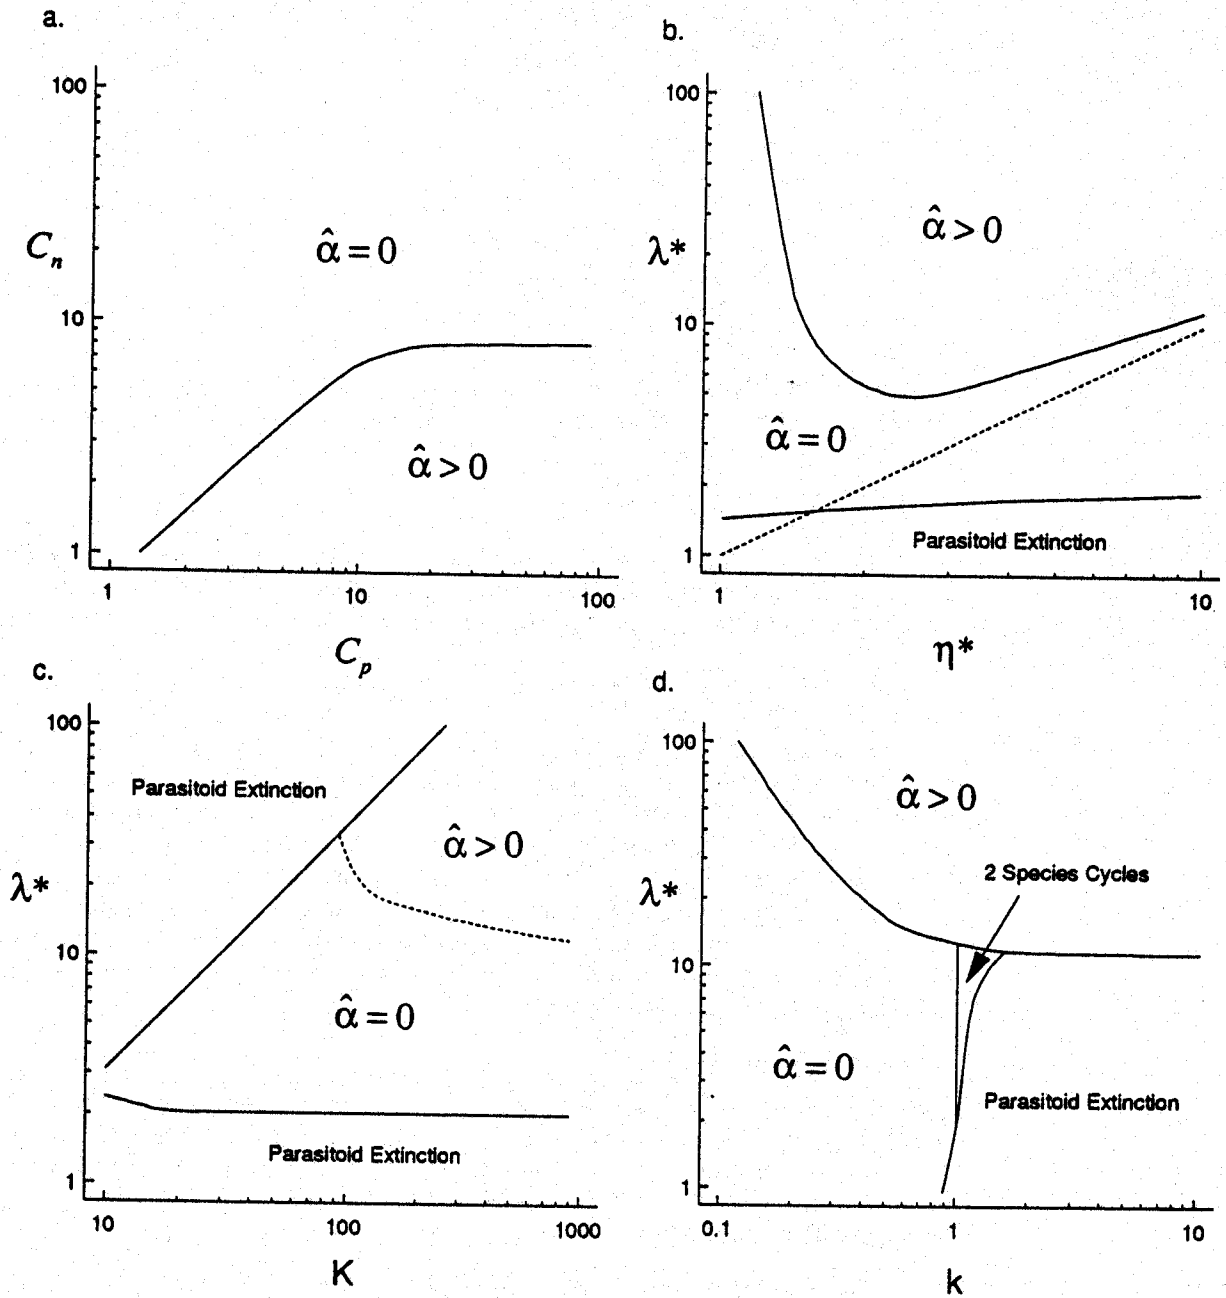 a.
100
C_n
10
1
α̂ = 0
α̂ > 0
1
10
100
C_p
b.
100
λ*
10
1
α̂ > 0
α̂ = 0
Parasitoid Extinction
1
10
η*
c.
100
λ*
10
1
Parasitoid Extinction
α̂ > 0
α̂ = 0
Parasitoid Extinction
10
100
1000
K
d.
100
λ*
10
1
α̂ > 0
2 Species Cycles
α̂ = 0
Parasitoid Extinction
0.1
1
10
k